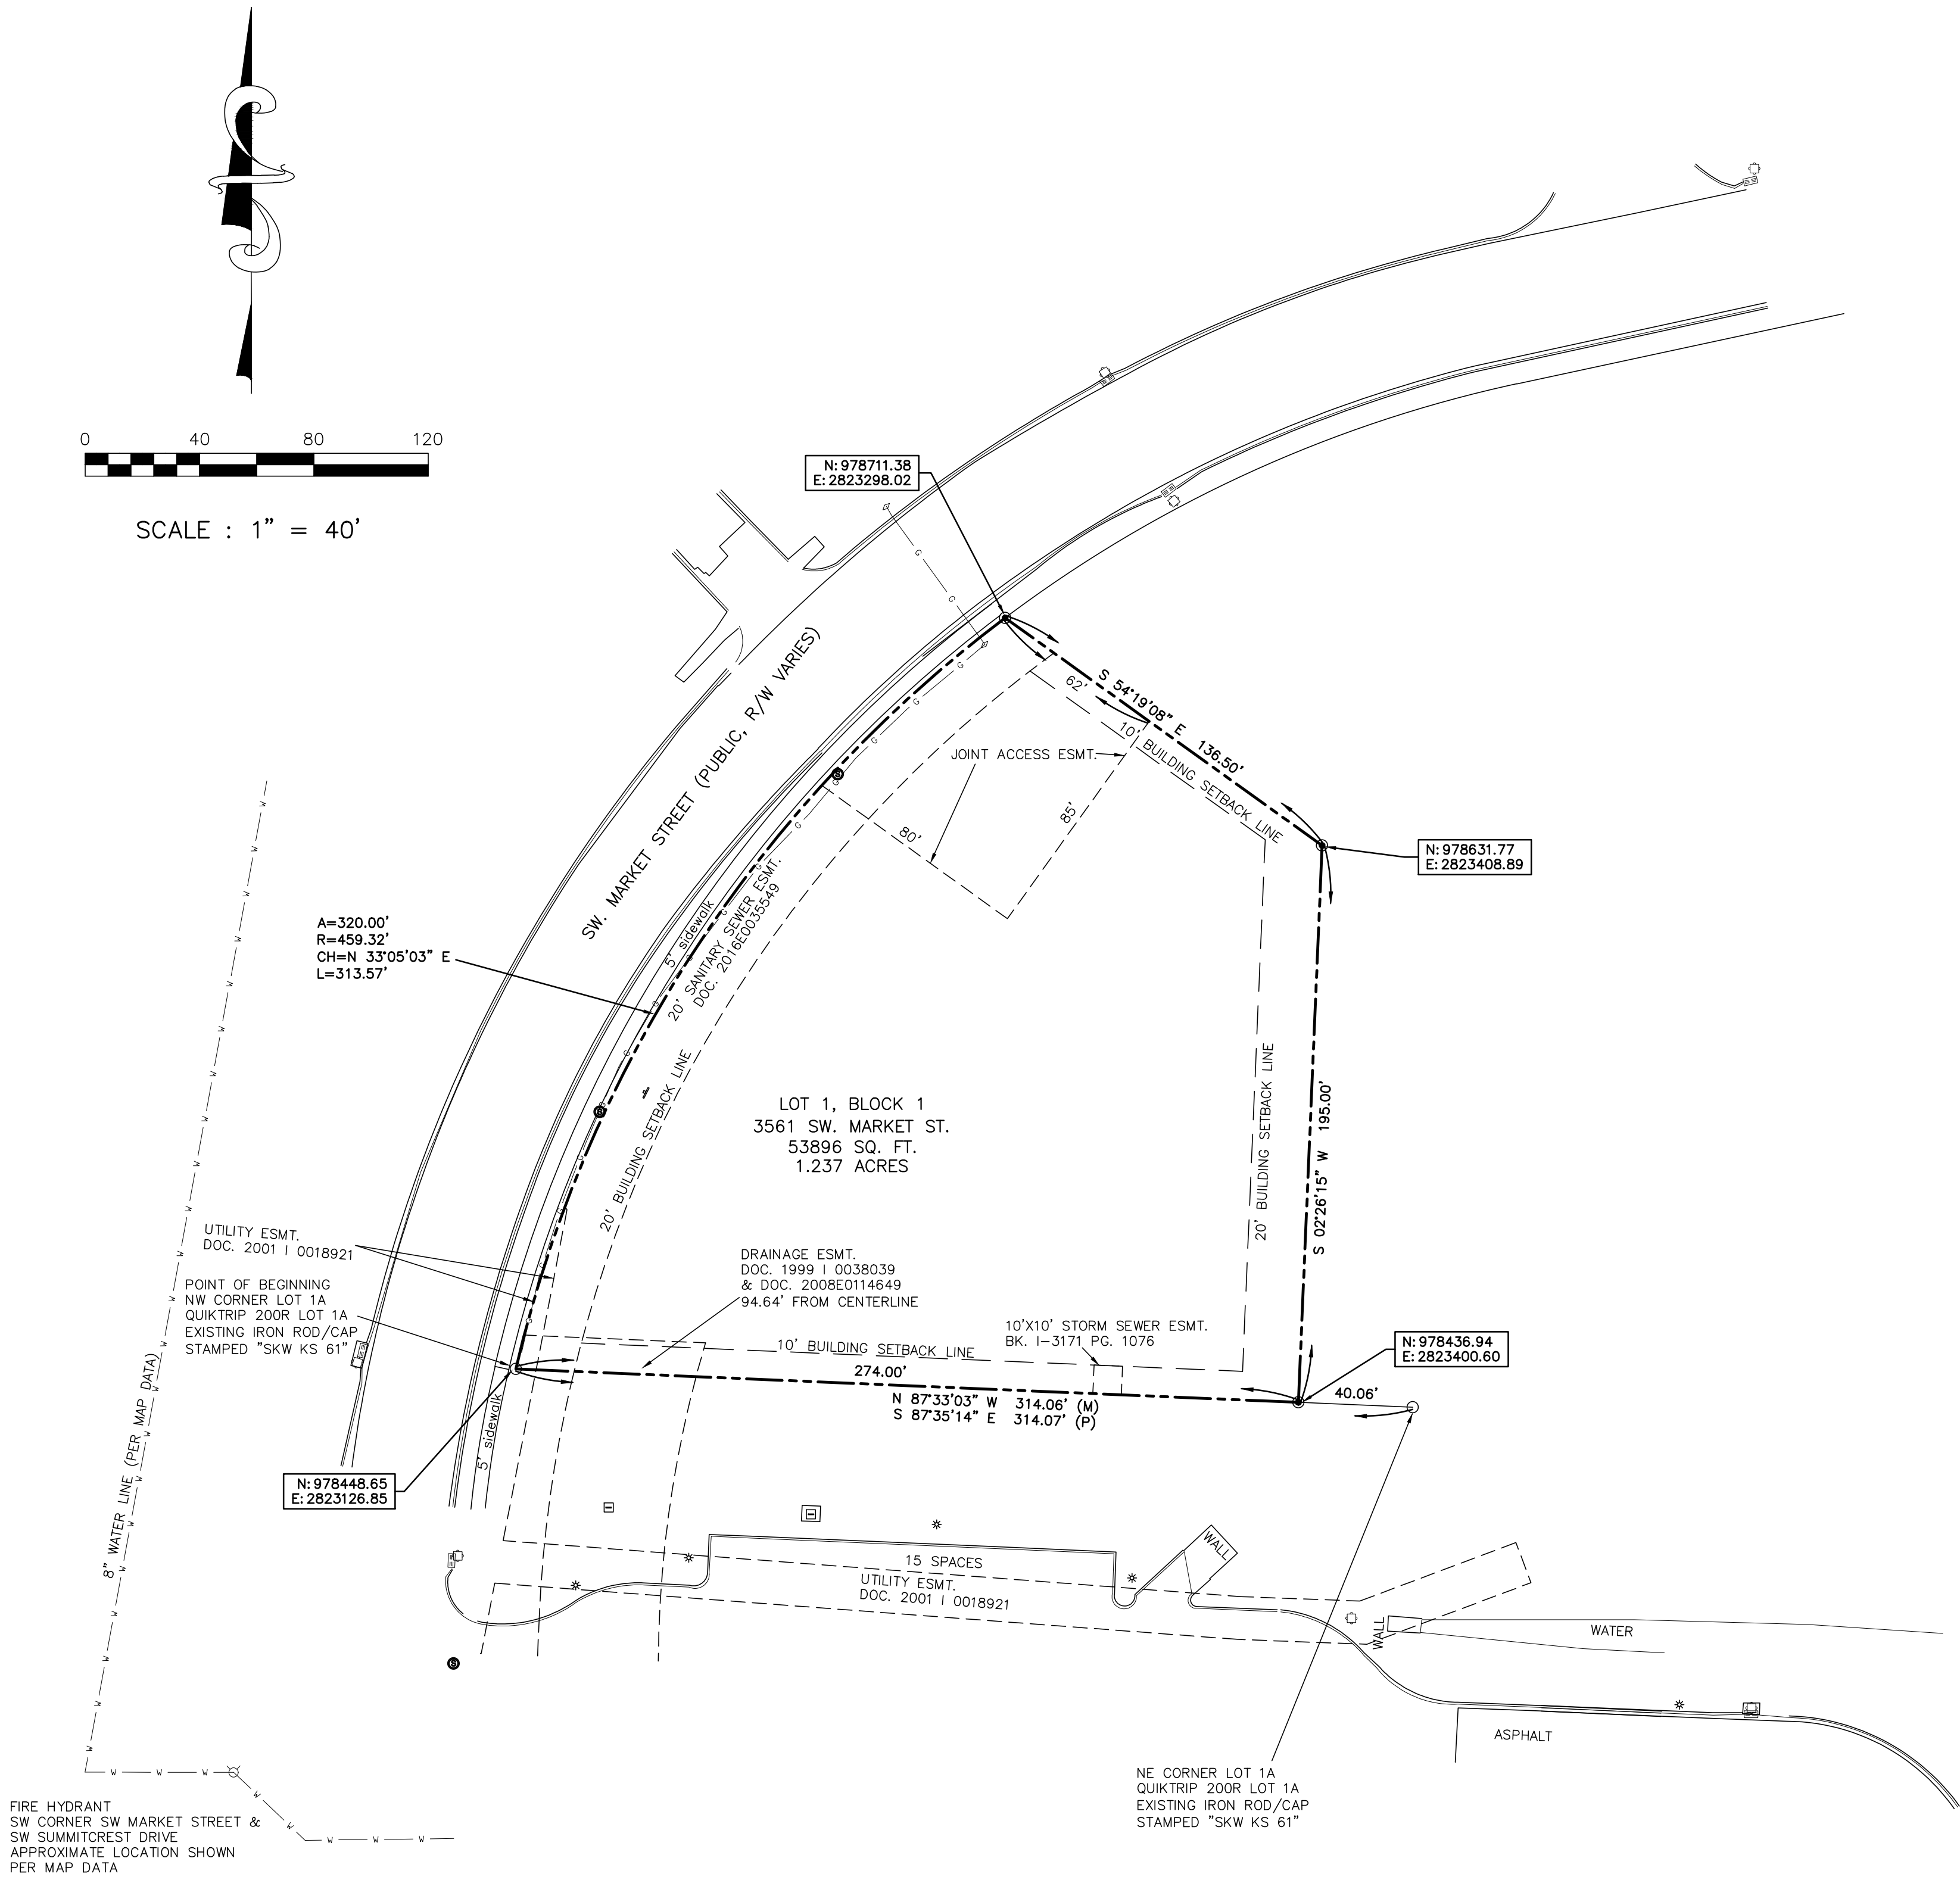 0 40 80 120
SCALE : 1" = 40'
N: 978711.38
E: 2823298.02
S 54°19'08" E 136.50'
62'
10' BUILDING SETBACK LINE
JOINT ACCESS ESMT.
85'
80'
N: 978631.77
E: 2823408.89
SW. MARKET STREET (PUBLIC, R/W VARIES)
A=320.00'
R=459.32'
CH=N 33°05'03" E
L=313.57'
5' sidewalk
20' SANITARY SEWER ESMT.
DOC. 2016E0035549
20' BUILDING SETBACK LINE
LOT 1, BLOCK 1
3561 SW. MARKET ST.
53896 SQ. FT.
1.237 ACRES
20' BUILDING SETBACK LINE
S 02°26'15" W 195.00'
UTILITY ESMT.
DOC. 2001 I 0018921
POINT OF BEGINNING
NW CORNER LOT 1A
QUIKTRIP 200R LOT 1A
EXISTING IRON ROD/CAP
STAMPED "SKW KS 61"
DRAINAGE ESMT.
DOC. 1999 I 0038039
& DOC. 2008E0114649
94.64' FROM CENTERLINE
10'X10' STORM SEWER ESMT.
BK. I-3171 PG. 1076
10' BUILDING SETBACK LINE
274.00'
N 87°33'03" W 314.06' (M)
S 87°35'14" E 314.07' (P)
N: 978436.94
E: 2823400.60
40.06'
5' sidewalk
N: 978448.65
E: 2823126.85
8" WATER LINE (PER MAP DATA)
WALL
15 SPACES
UTILITY ESMT.
DOC. 2001 I 0018921
WALL
WATER
ASPHALT
NE CORNER LOT 1A
QUIKTRIP 200R LOT 1A
EXISTING IRON ROD/CAP
STAMPED "SKW KS 61"
FIRE HYDRANT
SW CORNER SW MARKET STREET &
SW SUMMITCREST DRIVE
APPROXIMATE LOCATION SHOWN
PER MAP DATA